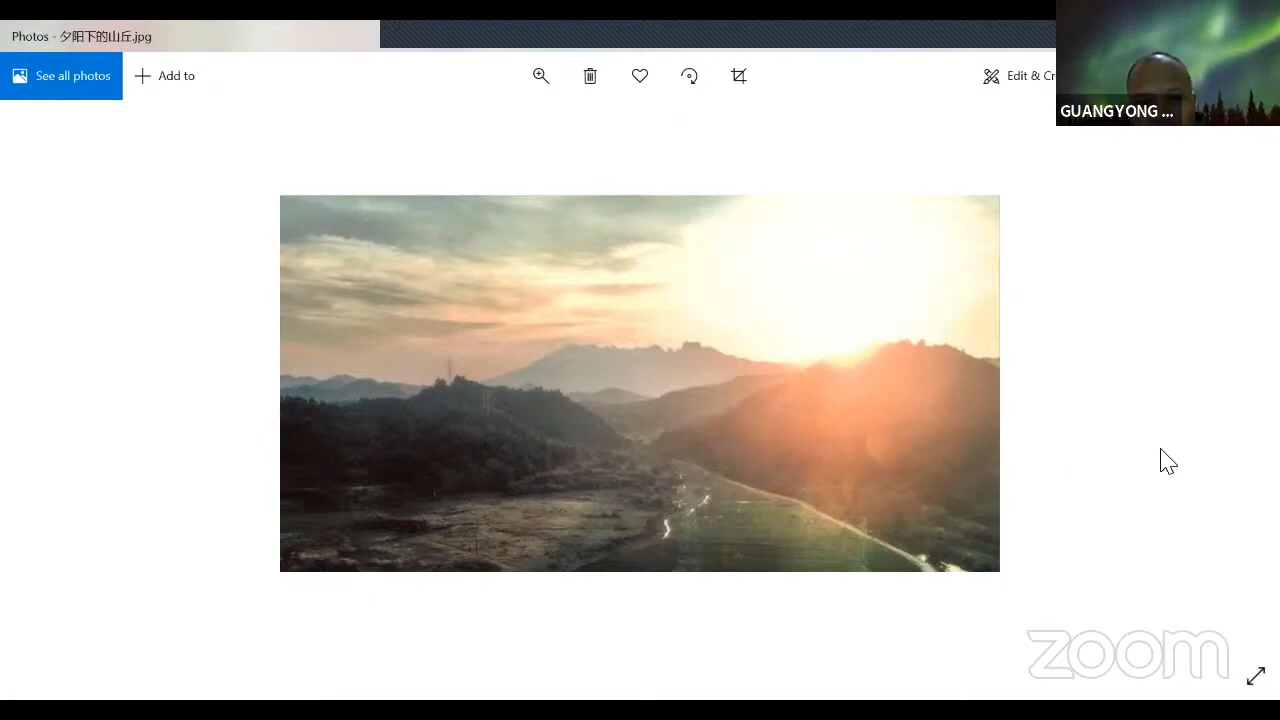 Photos - 夕阳下的山丘.jpg
See all photos
Add to
Edit & Cr
GUANGYONG ...
zoom